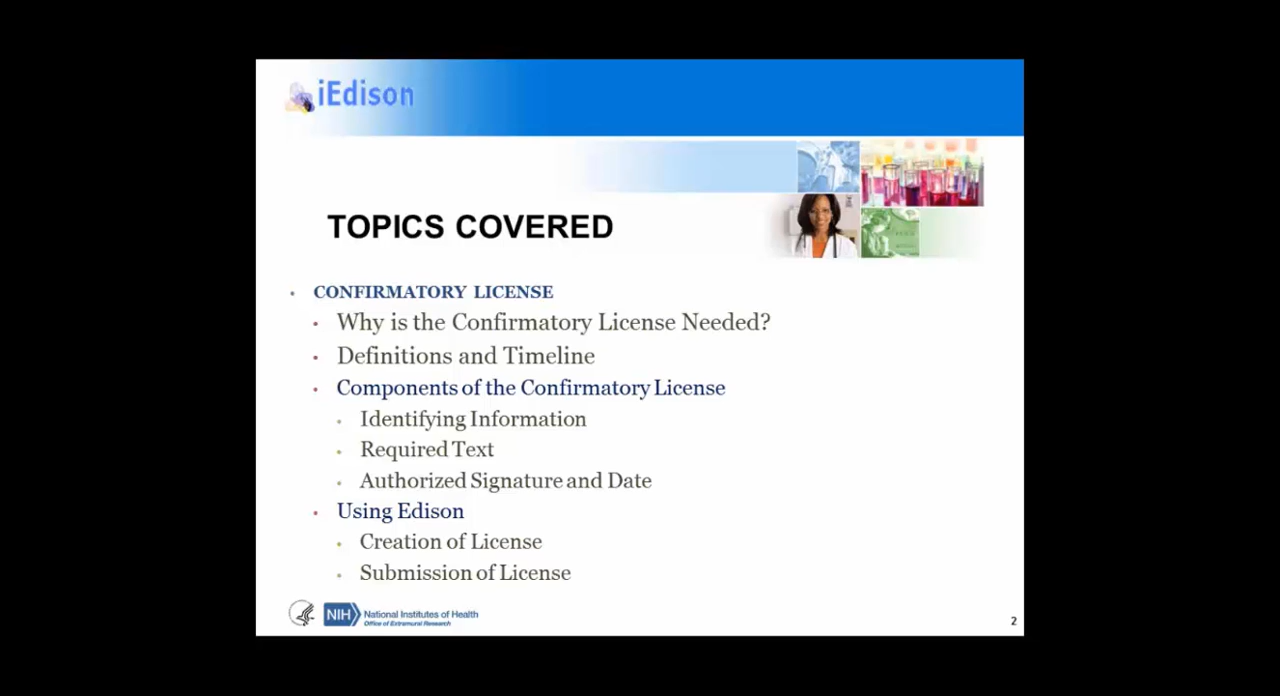 iEdison
TOPICS COVERED
• CONFIRMATORY LICENSE
• Why is the Confirmatory License Needed?
• Definitions and Timeline
• Components of the Confirmatory License
• Identifying Information
• Required Text
• Authorized Signature and Date
• Using Edison
• Creation of License
• Submission of License
NIH National Institutes of Health
Office of Extramural Research
2